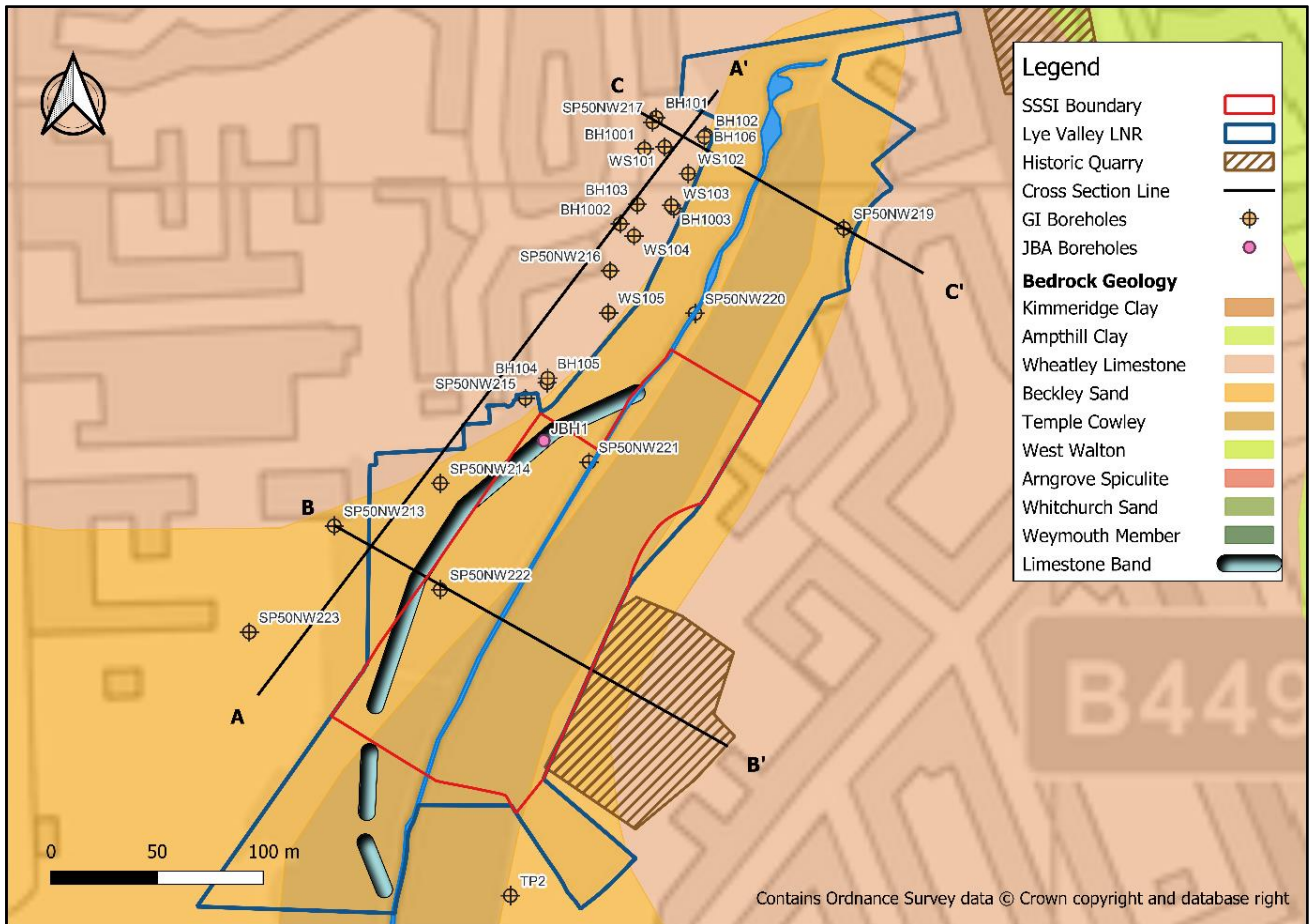 Legend
SSSI Boundary
Lye Valley LNR
Historic Quarry
Cross Section Line
GI Boreholes
JBA Boreholes
Bedrock Geology
Kimmeridge Clay
Ampthill Clay
Wheatley Limestone
Beckley Sand
Temple Cowley
West Walton
Arngrove Spiculite
Whitchurch Sand
Weymouth Member
Limestone Band
C
A'
SP50NW217
BH101
BH102
BH1001
BH106
WS101
WS102
BH103
WS103
BH1002
BH1003
SP50NW219
WS104
SP50NW216
C'
WS105
SP50NW220
BH104
BH105
SP50NW215
JBH1
SP50NW221
SP50NW214
B
SP50NW213
SP50NW222
SP50NW223
A
B'
B449
0 50 100 m
TP2
Contains Ordnance Survey data © Crown copyright and database right